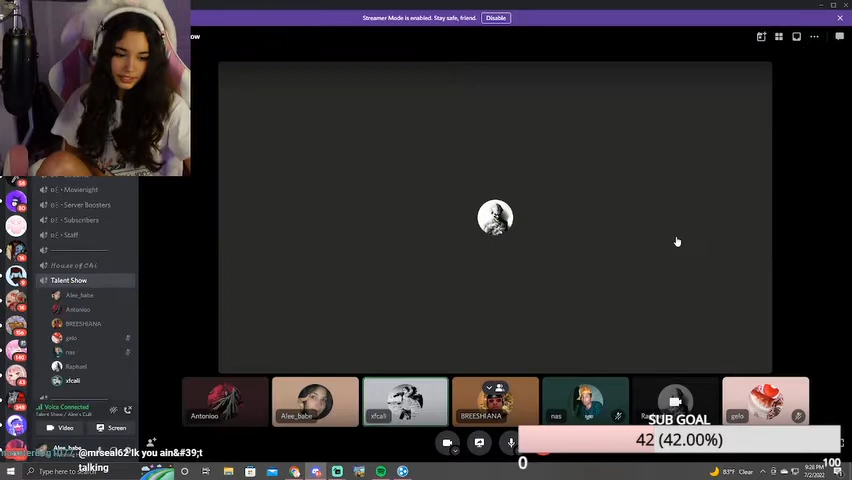 Streamer Mode is enabled. Stay safe, friend.
Disable
ow
Movienight
Server Boosters
Subscribers
Staff
House of Chi
Talent Show
Alee_babe
Antonioo
BREESHIANA
gelo
nas
Raphael
xfcali
Voice Connected
Talent Show / Alee's Cult
Video
Screen
Antonioo
Alee_babe
xfcali
BREESHIANA
nas
gelo
SUB GOAL
42 (42.00%)
0
100
@mrseal62 Ik you ain&#39;t
talking
Type here to search
83°F Clear
9:28 PM
7/2/2022